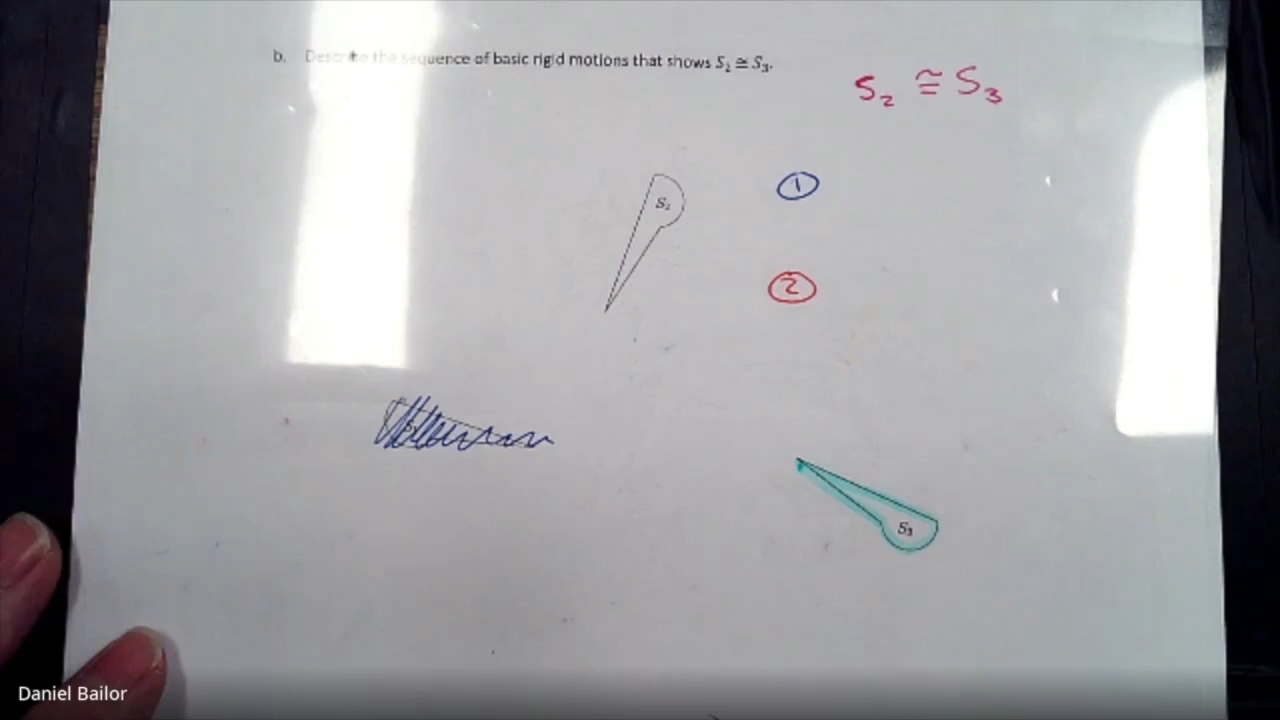 b. Describe the sequence of basic rigid motions that shows S₂ ≅ S₃.
S₂ ≅ S₃
1
S₂
2
S₃
Daniel Bailor